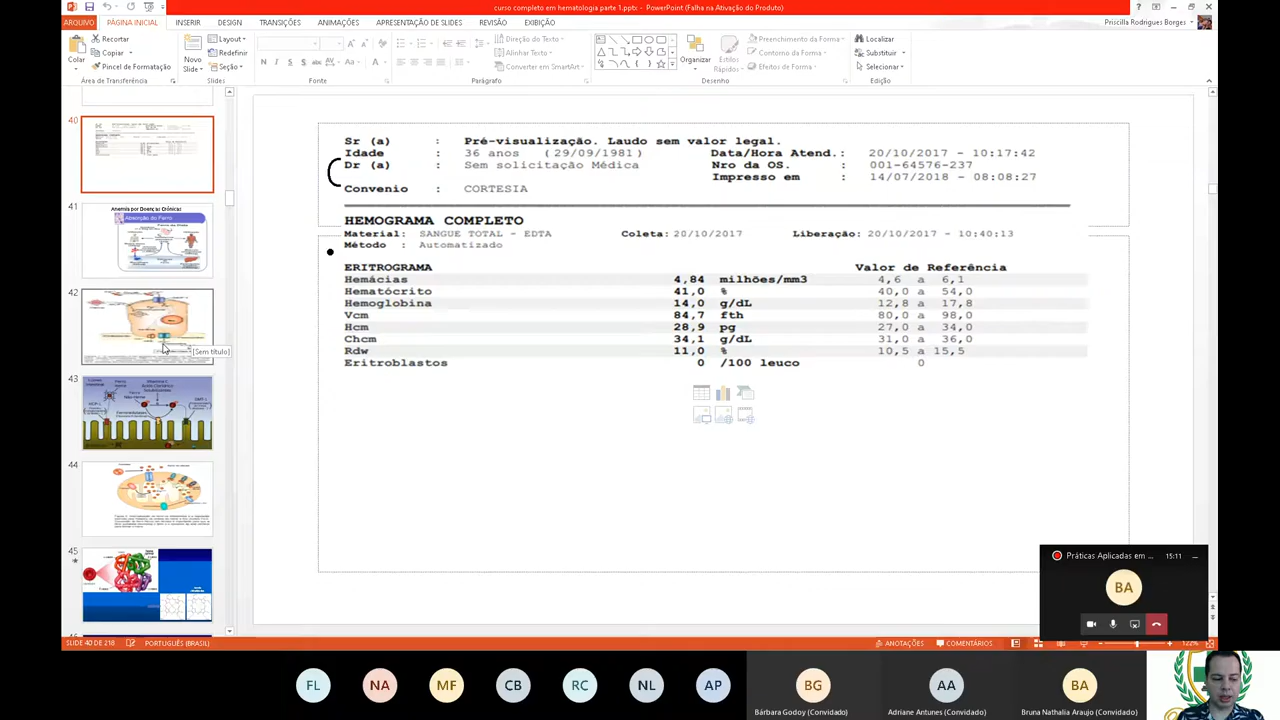 curso completo em hematologia parte 1.pptx - PowerPoint (Falha na Ativação do Produto)
ARQUIVO PÁGINA INICIAL INSERIR DESIGN TRANSIÇÕES ANIMAÇÕES APRESENTAÇÃO DE SLIDES REVISÃO EXIBIÇÃO Priscilla Rodrigues Borges
Recortar
Copiar
Pincel de Formatação
Colar
Área de Transferência
Novo
Slide
Layout
Redefinir
Seção
Slides
Fonte
Direção do Texto
Alinhar Texto
Converter em SmartArt
Parágrafo
Organizar
Estilos
Rápidos
Preenchimento da Forma
Contorno da Forma
Efeitos de Forma
Desenho
Localizar
Substituir
Selecionar
Edição
40
41
Anemia por Doenças Crônicas
Absorção do Ferro
42
[Sem título]
43
44
45
Sr (a) : Pré-visualização. Laudo sem valor legal.
Idade : 36 anos (29/09/1981) Data/Hora Atend.: 20/10/2017 - 10:17:42
Dr (a) : Sem solicitação Médica Nro da OS. : 001-64576-237
Impresso em : 14/07/2018 - 08:08:27
Convenio : CORTESIA
HEMOGRAMA COMPLETO
Material: SANGUE TOTAL - EDTA Coleta: 20/10/2017 Liberação: 20/10/2017 - 10:40:13
Método : Automatizado
ERITROGRAMA Valor de Referência
Hemácias 4,84 milhões/mm3 4,6 a 6,1
Hematócrito 41,0 % 40,0 a 54,0
Hemoglobina 14,0 g/dL 12,8 a 17,8
Vcm 84,7 fth 80,0 a 98,0
Hcm 28,9 pg 27,0 a 34,0
Chcm 34,1 g/dL 31,0 a 36,0
Rdw 11,0 % 10,5 a 15,5
Eritroblastos 0 /100 leuco 0
Práticas Aplicadas em ... 15:11
BA
SLIDE 40 DE 218 PORTUGUÊS (BRASIL) ANOTAÇÕES COMENTÁRIOS 122%
FL NA MF CB RC NL AP BG AA BA
Bárbara Godoy (Convidado) Adriane Antunes (Convidado) Bruna Nathalia Araujo (Convidado)